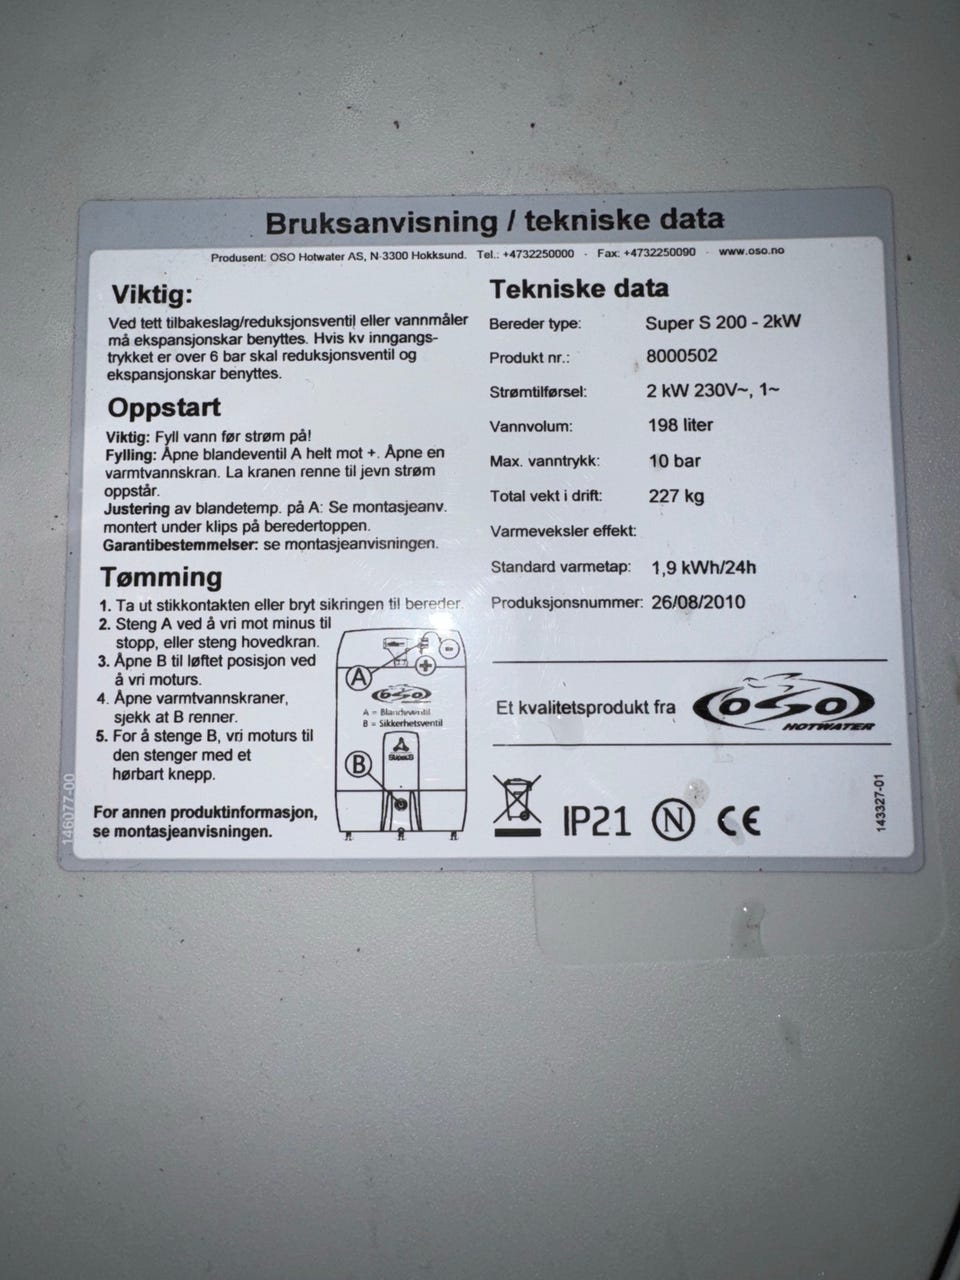 Bruksanvisning / tekniske data
Produsent: OSO Hotwater AS, N-3300 Hokksund. Tel.: +4732250000 - Fax: +4732250090 - www.oso.no
Viktig:
Ved tett tilbakeslag/reduksjonsventil eller vannmåler
må ekspansjonskar benyttes. Hvis kv inngangs-
trykket er over 6 bar skal reduksjonsventil og
ekspansjonskar benyttes.
Oppstart
Viktig: Fyll vann før strøm på!
Fylling: Åpne blandeventil A helt mot +. Åpne en
varmtvannskran. La kranen renne til jevn strøm
oppstår.
Justering av blandetemp. på A: Se montasjeanv.
montert under klips på beredertoppen.
Garantibestemmelser: se montasjeanvisningen.
Tømming
1. Ta ut stikkontakten eller bryt sikringen til bereder.
2. Steng A ved å vri mot minus til
stopp, eller steng hovedkran.
3. Åpne B til løftet posisjon ved
å vri moturs.
4. Åpne varmtvannskraner,
sjekk at B renner.
5. For å stenge B, vri moturs til
den stenger med et
hørbart knepp.
For annen produktinformasjon,
se montasjeanvisningen.
146077-00
A
OSO
A = Blandeventil
B = Sikkerhetsventil
SuperS
B
Tekniske data
Bereder type: Super S 200 - 2kW
Produkt nr.: 8000502
Strømtilførsel: 2 kW 230V~, 1~
Vannvolum: 198 liter
Max. vanntrykk: 10 bar
Total vekt i drift: 227 kg
Varmeveksler effekt:
Standard varmetap: 1,9 kWh/24h
Produksjonsnummer: 26/08/2010
Et kvalitetsprodukt fra OSO HOTWATER
IP21 N CE
143327-01